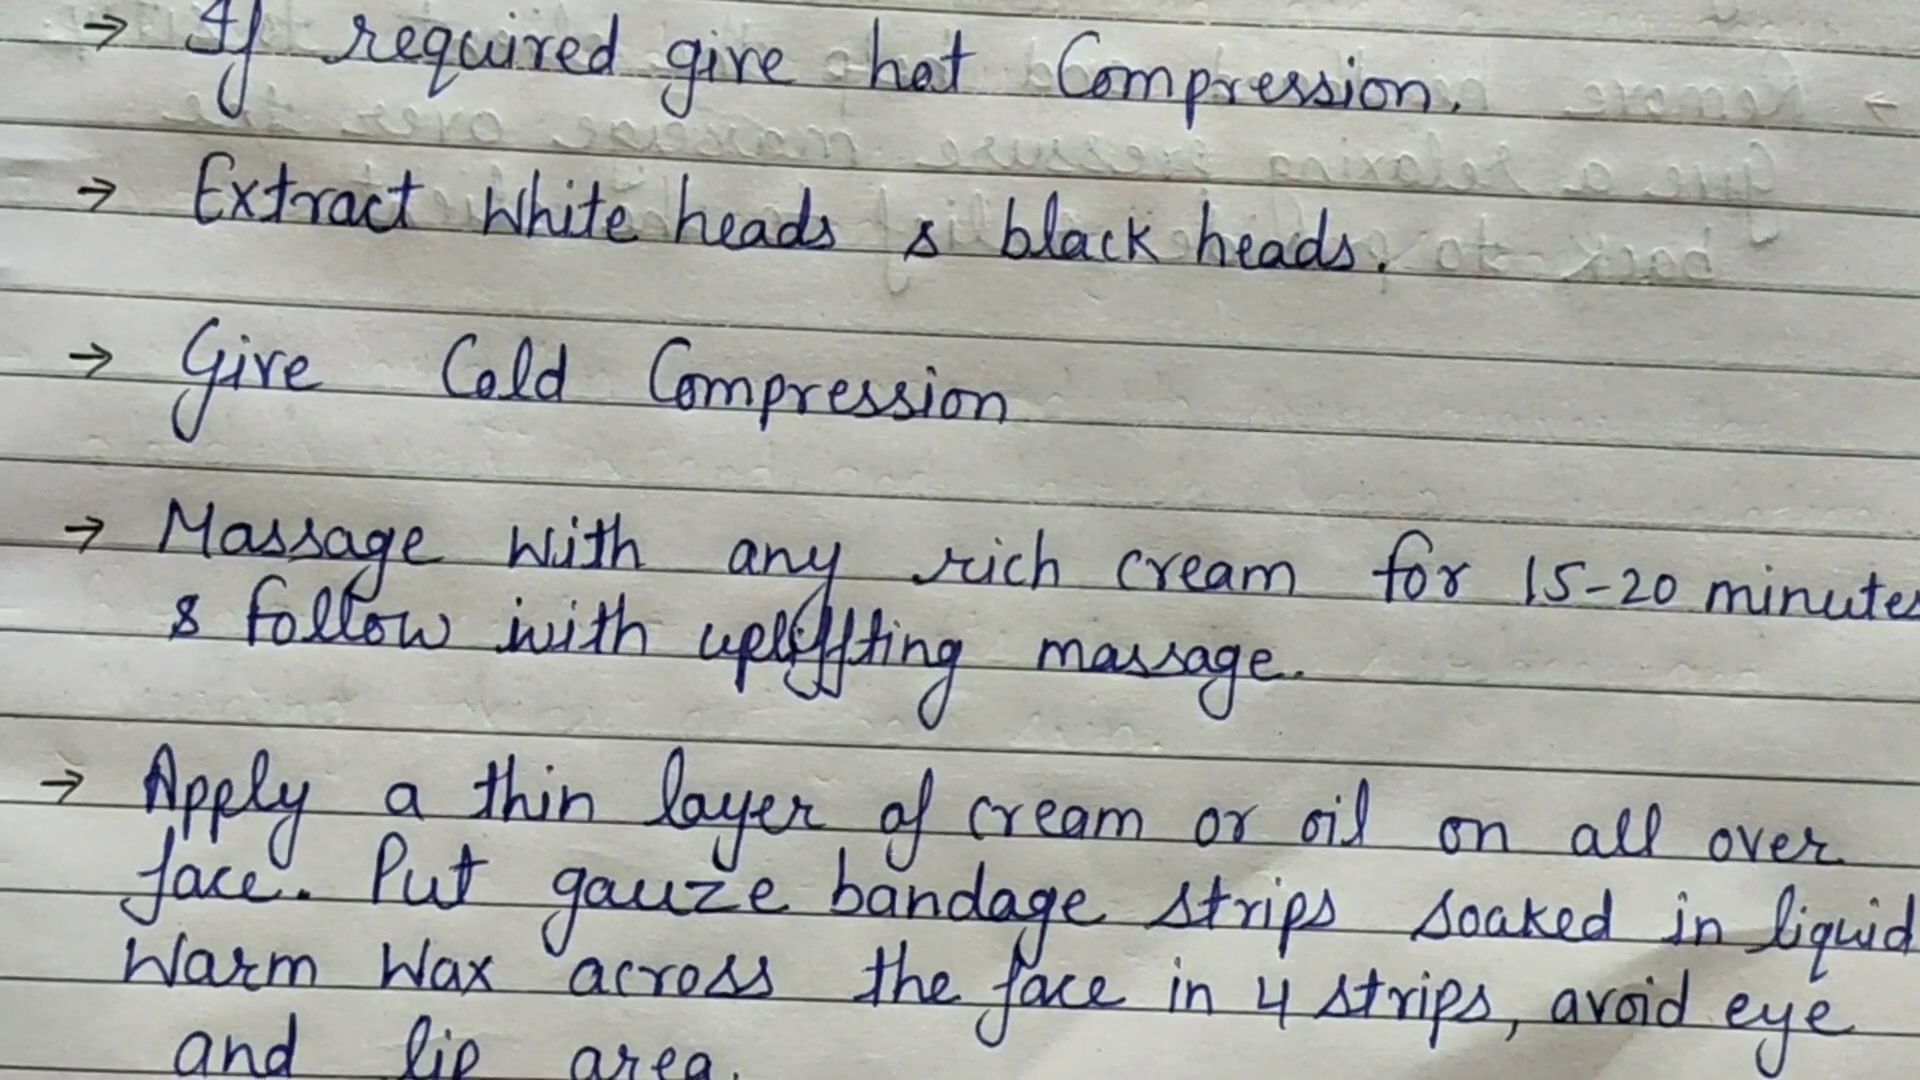 → If required give hot Compression.
→ Extract White heads & black heads.
→ Give Cold Compression
→ Massage with any rich cream for 15-20 minutes
& follow with uplifting massage.
→ Apply a thin layer of cream or oil on all over
face. Put gauze bandage strips soaked in liquid
Warm Wax across the face in 4 strips, avoid eye
and lip area.